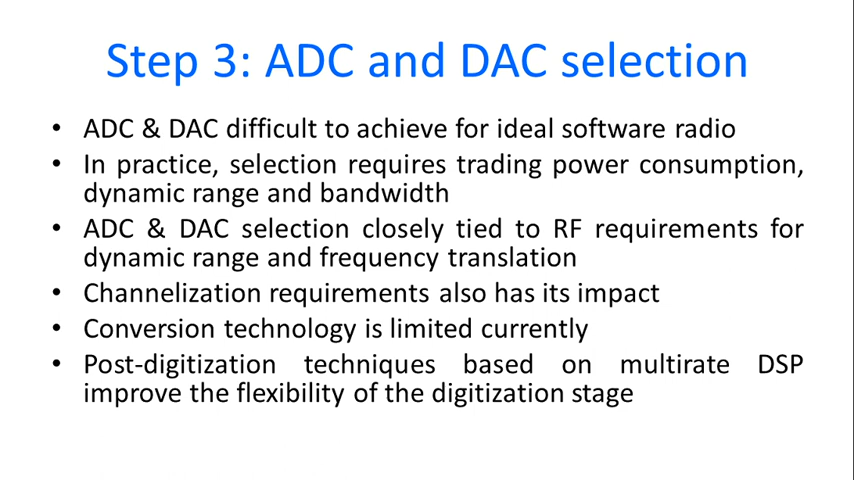 Step 3: ADC and DAC selection
• ADC & DAC difficult to achieve for ideal software radio
• In practice, selection requires trading power consumption,
dynamic range and bandwidth
• ADC & DAC selection closely tied to RF requirements for
dynamic range and frequency translation
• Channelization requirements also has its impact
• Conversion technology is limited currently
• Post-digitization techniques based on multirate DSP
improve the flexibility of the digitization stage